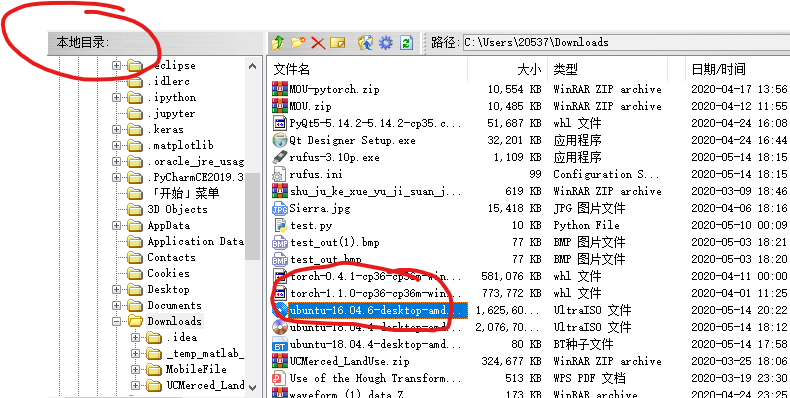 本地目录:
.eclipse
.idlerc
.ipython
.jupyter
.keras
.matplotlib
.oracle_jre_usag
.PyCharmCE2019.3
「开始」菜单
3D Objects
AppData
Application Data
Contacts
Cookies
Desktop
Documents
Downloads
.idea
_temp_matlab_
MobileFile
UCMerced_Land
路径: C:\Users\20537\Downloads
文件名 大小 类型 日期/时间
MOU-pytorch.zip 10,554 KB WinRAR ZIP archive 2020-04-17 13:56
MOU.zip 10,485 KB WinRAR ZIP archive 2020-04-12 11:55
PyQt5-5.14.2-5.14.2-cp35.c... 51,687 KB whl 文件 2020-04-24 16:44
Qt Designer Setup.exe 32,201 KB 应用程序 2020-04-24 16:48
rufus-3.10p.exe 1,109 KB 应用程序 2020-05-14 18:15
rufus.ini 99 Configuration S... 2020-05-14 18:15
shu_ju_ke_xue_yu_ji_suan_j... 619 KB WinRAR ZIP archive 2020-03-09 18:46
Sierra.jpg 15,418 KB JPG 图片文件 2020-04-06 18:16
test.py 10 KB Python File 2020-05-10 00:09
test_out(1).bmp 77 KB BMP 图片文件 2020-05-03 18:21
test_out.bmp 77 KB BMP 图片文件 2020-05-03 18:20
torch-0.4.1-cp36-cp36m-win... 581,076 KB whl 文件 2020-04-11 00:00
torch-1.1.0-cp36-cp36m-win... 773,772 KB whl 文件 2020-04-01 11:25
ubuntu-16.04.6-desktop-amd... 1,625,60... UltraISO 文件 2020-05-14 20:22
ubuntu-18.04.4-desktop-amd... 2,076,70... UltraISO 文件 2020-05-14 18:12
ubuntu-18.04.4-desktop-amd... 80 KB BT种子文件 2020-05-14 17:58
UCMerced_LandUse.zip 324,677 KB WinRAR ZIP archive 2020-03-25 18:06
Use of the Hough Transform... 513 KB WPS PDF 文档 2020-03-19 23:30
waveform (1) data.Z 173 KB WinRAR archive 2020-04-24 23:25